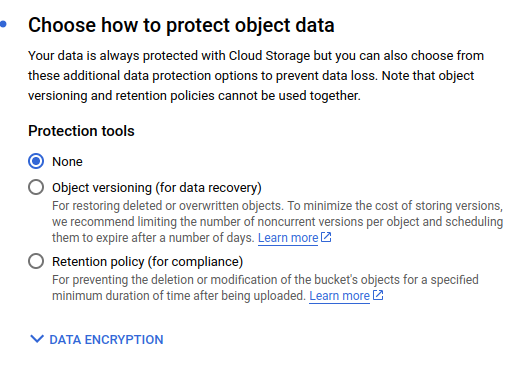 Choose how to protect object data
Your data is always protected with Cloud Storage but you can also choose from
these additional data protection options to prevent data loss. Note that object
versioning and retention policies cannot be used together.
Protection tools
None
Object versioning (for data recovery)
For restoring deleted or overwritten objects. To minimize the cost of storing versions,
we recommend limiting the number of noncurrent versions per object and scheduling
them to expire after a number of days. Learn more
Retention policy (for compliance)
For preventing the deletion or modification of the bucket's objects for a specified
minimum duration of time after being uploaded. Learn more
DATA ENCRYPTION